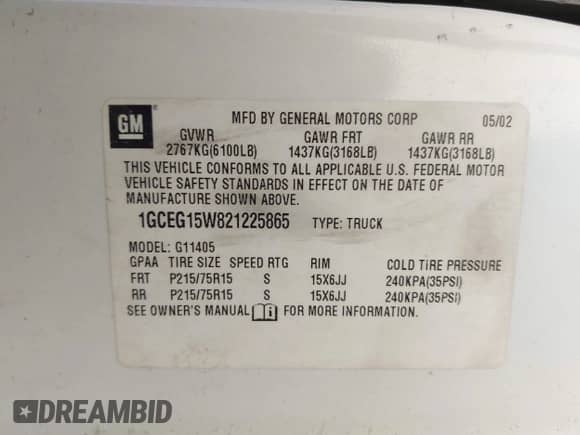 GM
MFD BY GENERAL MOTORS CORP 05/02
GVWR GAWR FRT GAWR RR
2767KG(6100LB) 1437KG(3168LB) 1437KG(3168LB)
THIS VEHICLE CONFORMS TO ALL APPLICABLE U.S. FEDERAL MOTOR
VEHICLE SAFETY STANDARDS IN EFFECT ON THE DATE OF
MANUFACTURE SHOWN ABOVE.
1GCEG15W821225865 TYPE: TRUCK
MODEL: G11405
GPAA TIRE SIZE SPEED RTG RIM COLD TIRE PRESSURE
FRT P215/75R15 S 15X6JJ 240KPA(35PSI)
RR P215/75R15 S 15X6JJ 240KPA(35PSI)
SEE OWNER'S MANUAL i FOR MORE INFORMATION.
DREAMBID